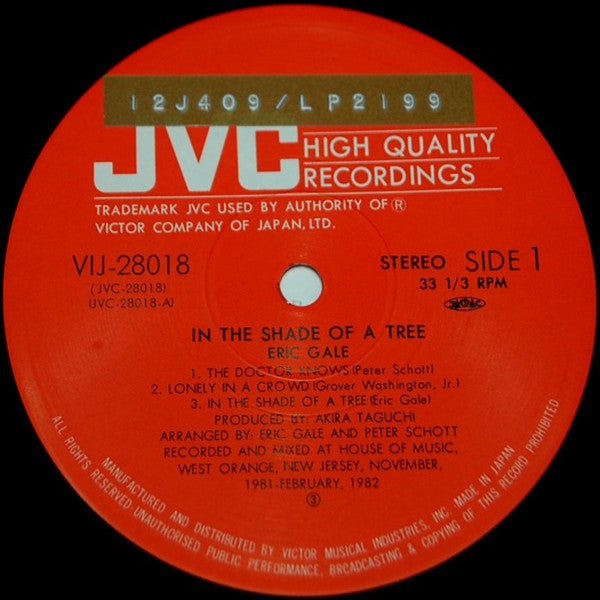 12J409/LP2199
JVC HIGH QUALITY
RECORDINGS
TRADEMARK JVC USED BY AUTHORITY OF Ⓡ
VICTOR COMPANY OF JAPAN, LTD.
VIJ-28018
(JVC-28018)
(JVC-28018-A)
STEREO SIDE 1
33 1/3 RPM
JASRAC
IN THE SHADE OF A TREE
ERIC GALE
1. THE DOCTOR KNOWS (Peter Schott)
2. LONELY IN A CROWD (Grover Washington, Jr.)
3. IN THE SHADE OF A TREE (Eric Gale)
PRODUCED BY: AKIRA TAGUCHI
ARRANGED BY: ERIC GALE AND PETER SCHOTT
RECORDED AND MIXED AT HOUSE OF MUSIC,
WEST ORANGE, NEW JERSEY, NOVEMBER,
1981-FEBRUARY, 1982
③
MANUFACTURED AND DISTRIBUTED BY VICTOR MUSICAL INDUSTRIES, INC. MADE IN JAPAN
ALL RIGHTS RESERVED UNAUTHORISED PUBLIC PERFORMANCE, BROADCASTING & COPYING OF THIS RECORD PROHIBITED